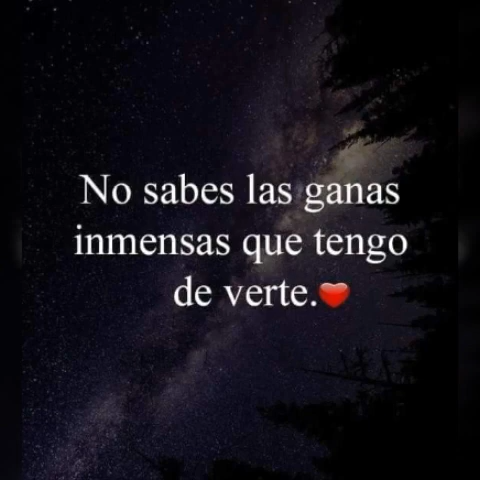 No sabes las ganas
inmensas que tengo
de verte.❤️